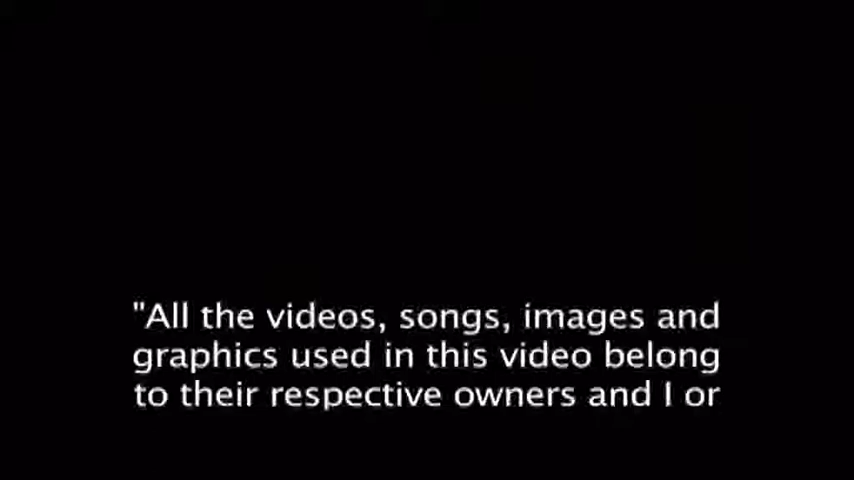 "All the videos, songs, images and
graphics used in this video belong
to their respective owners and I or